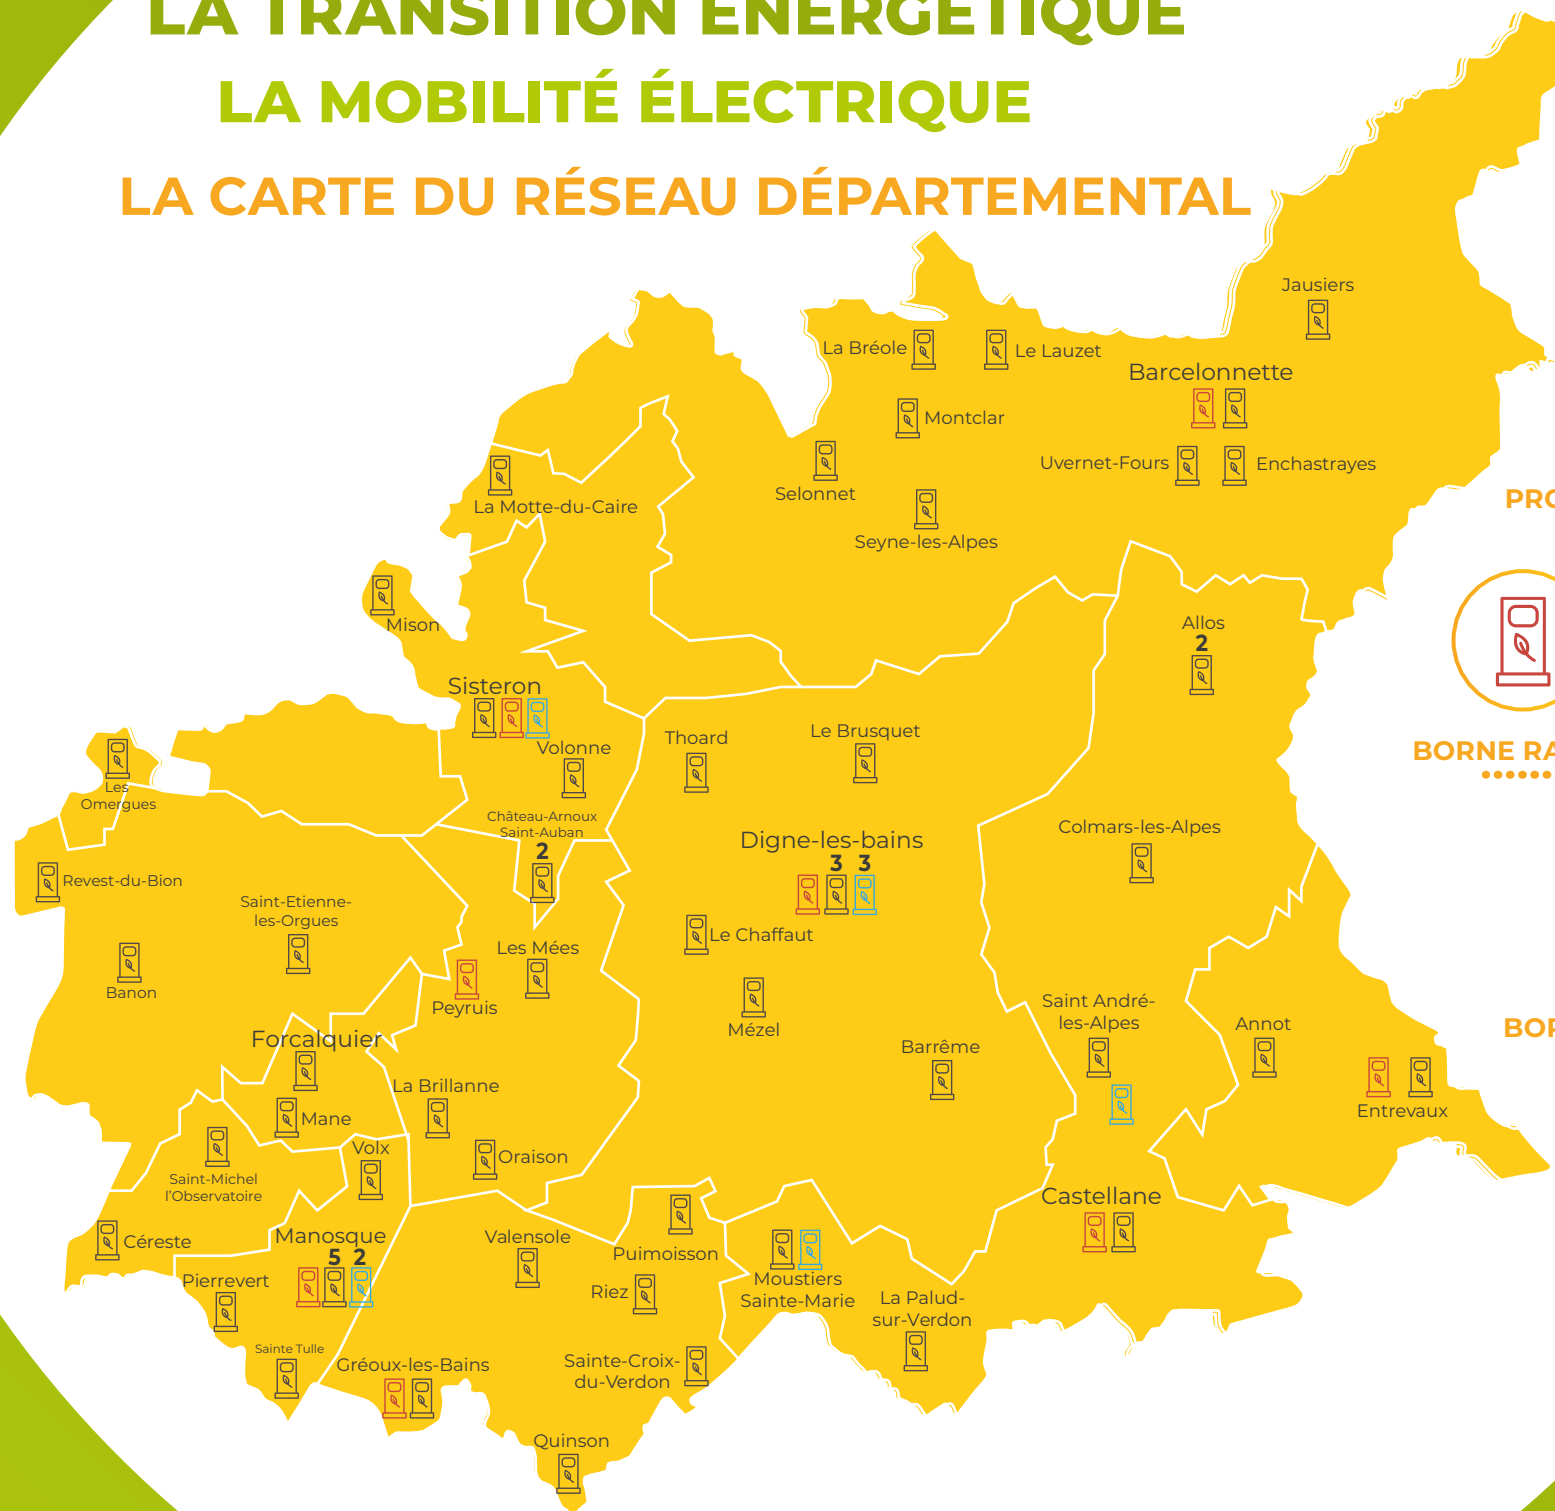 LA TRANSITION ÉNERGÉTIQUE
LA MOBILITÉ ÉLECTRIQUE
LA CARTE DU RÉSEAU DÉPARTEMENTAL
Jausiers
La Bréole
Le Lauzet
Barcelonnette
Montclar
Uvernet-Fours
Enchastrayes
Selonnet
La Motte-du-Caire
Seyne-les-Alpes
PRO
Mison
Allos
2
Sisteron
Volonne
Thoard
Le Brusquet
BORNE RA
Les
Omergues
Château-Arnoux
Saint-Auban
2
Colmars-les-Alpes
Digne-les-bains
3 3
Revest-du-Bion
Saint-Etienne-
les-Orgues
Le Chaffaut
Les Mées
Banon
Peyruis
Mézel
Saint André-
les-Alpes
Annot
BOR
Forcalquier
Barrême
La Brillanne
Mane
Entrevaux
Volx
Oraison
Saint-Michel
l'Observatoire
Castellane
Céreste
Manosque
5 2
Valensole
Puimoisson
Pierrevert
Riez
Moustiers
Sainte-Marie
La Palud-
sur-Verdon
Sainte Tulle
Gréoux-les-Bains
Sainte-Croix-
du-Verdon
Quinson